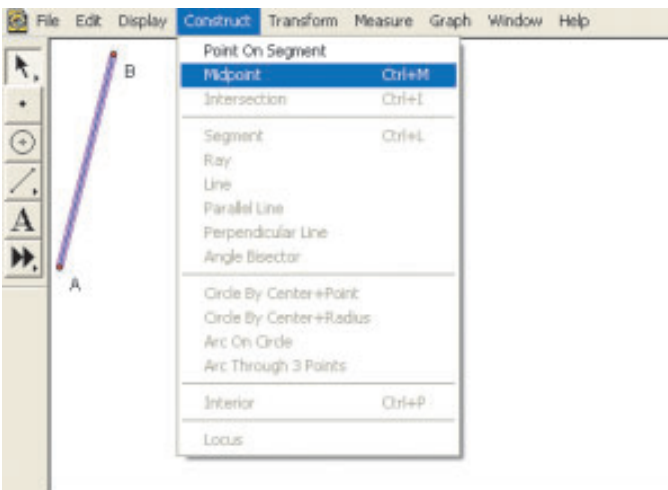 File Edit Display Construct Transform Measure Graph Window Help
Point On Segment
Midpoint Ctrl+M
Intersection Ctrl+I
Segment Ctrl+L
Ray
Line
Parallel Line
Perpendicular Line
Angle Bisector
Circle By Center+Point
Circle By Center+Radius
Arc On Circle
Arc Through 3 Points
Interior Ctrl+P
Locus
B
A
A